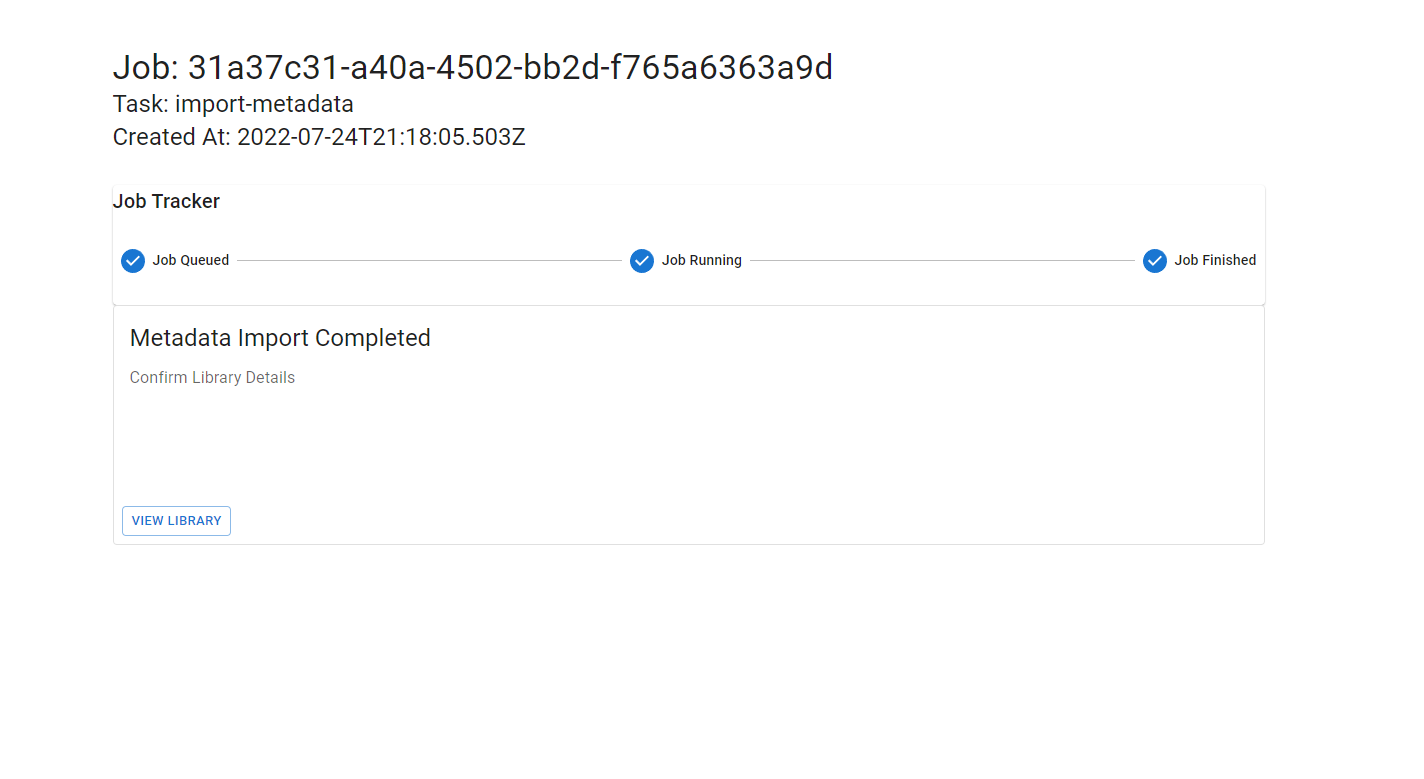 Job: 31a37c31-a40a-4502-bb2d-f765a6363a9d
Task: import-metadata
Created At: 2022-07-24T21:18:05.503Z
Job Tracker
Job Queued
Job Running
Job Finished
Metadata Import Completed
Confirm Library Details
VIEW LIBRARY